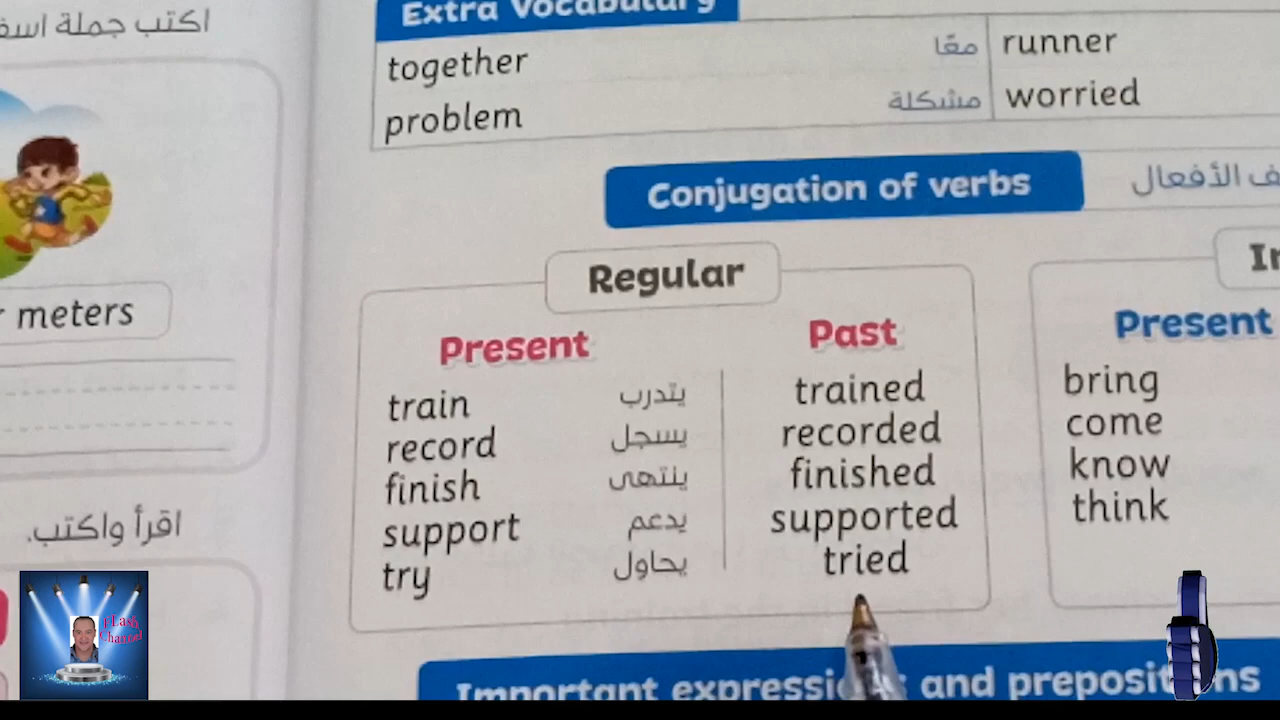 اكتب جملة
meters
اقرأ واكتب.
Extra Vocabulary
together معًا runner
problem مشكلة worried
Conjugation of verbs الأفعال
Regular
Present Past Present
train يتدرب trained bring
record يسجل recorded come
finish ينتهى finished know
support يدعم supported think
try يحاول tried
Important and
FLash
Channel